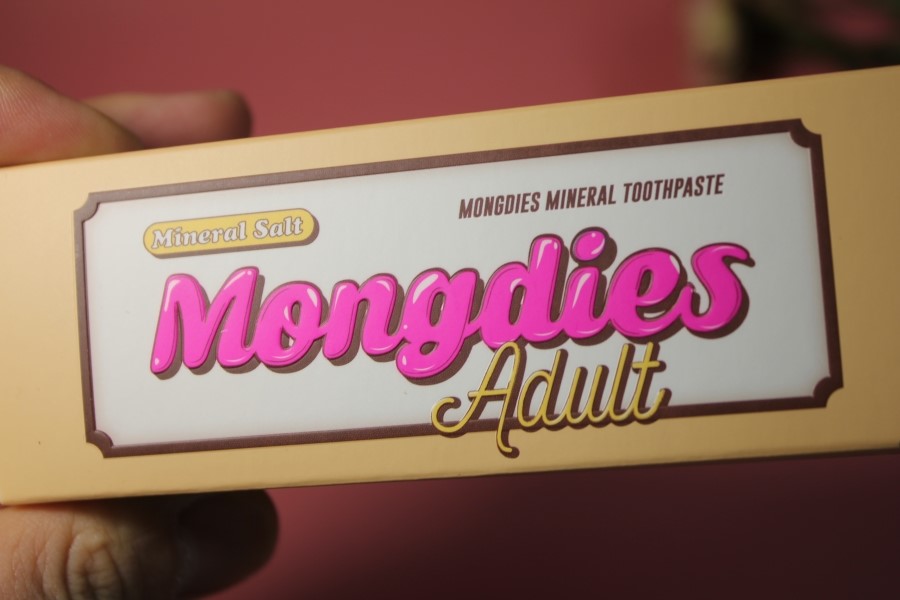 MONGDIES MINERAL TOOTHPASTE
Mineral Salt
Mongdies
Adult